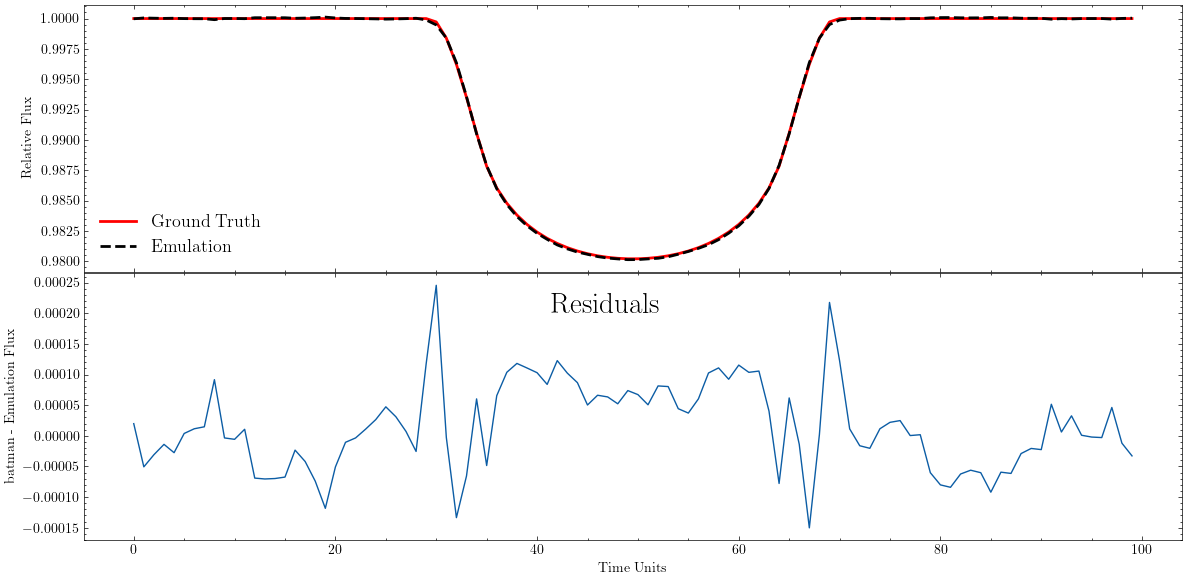 1.0000
0.9975
0.9950
0.9925
0.9900
0.9875
0.9850
0.9825
0.9800
Relative Flux
Ground Truth
Emulation
Residuals
0.00025
0.00020
0.00015
0.00010
0.00005
0.00000
−0.00005
−0.00010
−0.00015
batman - Emulation Flux
0 20 40 60 80 100
Time Units